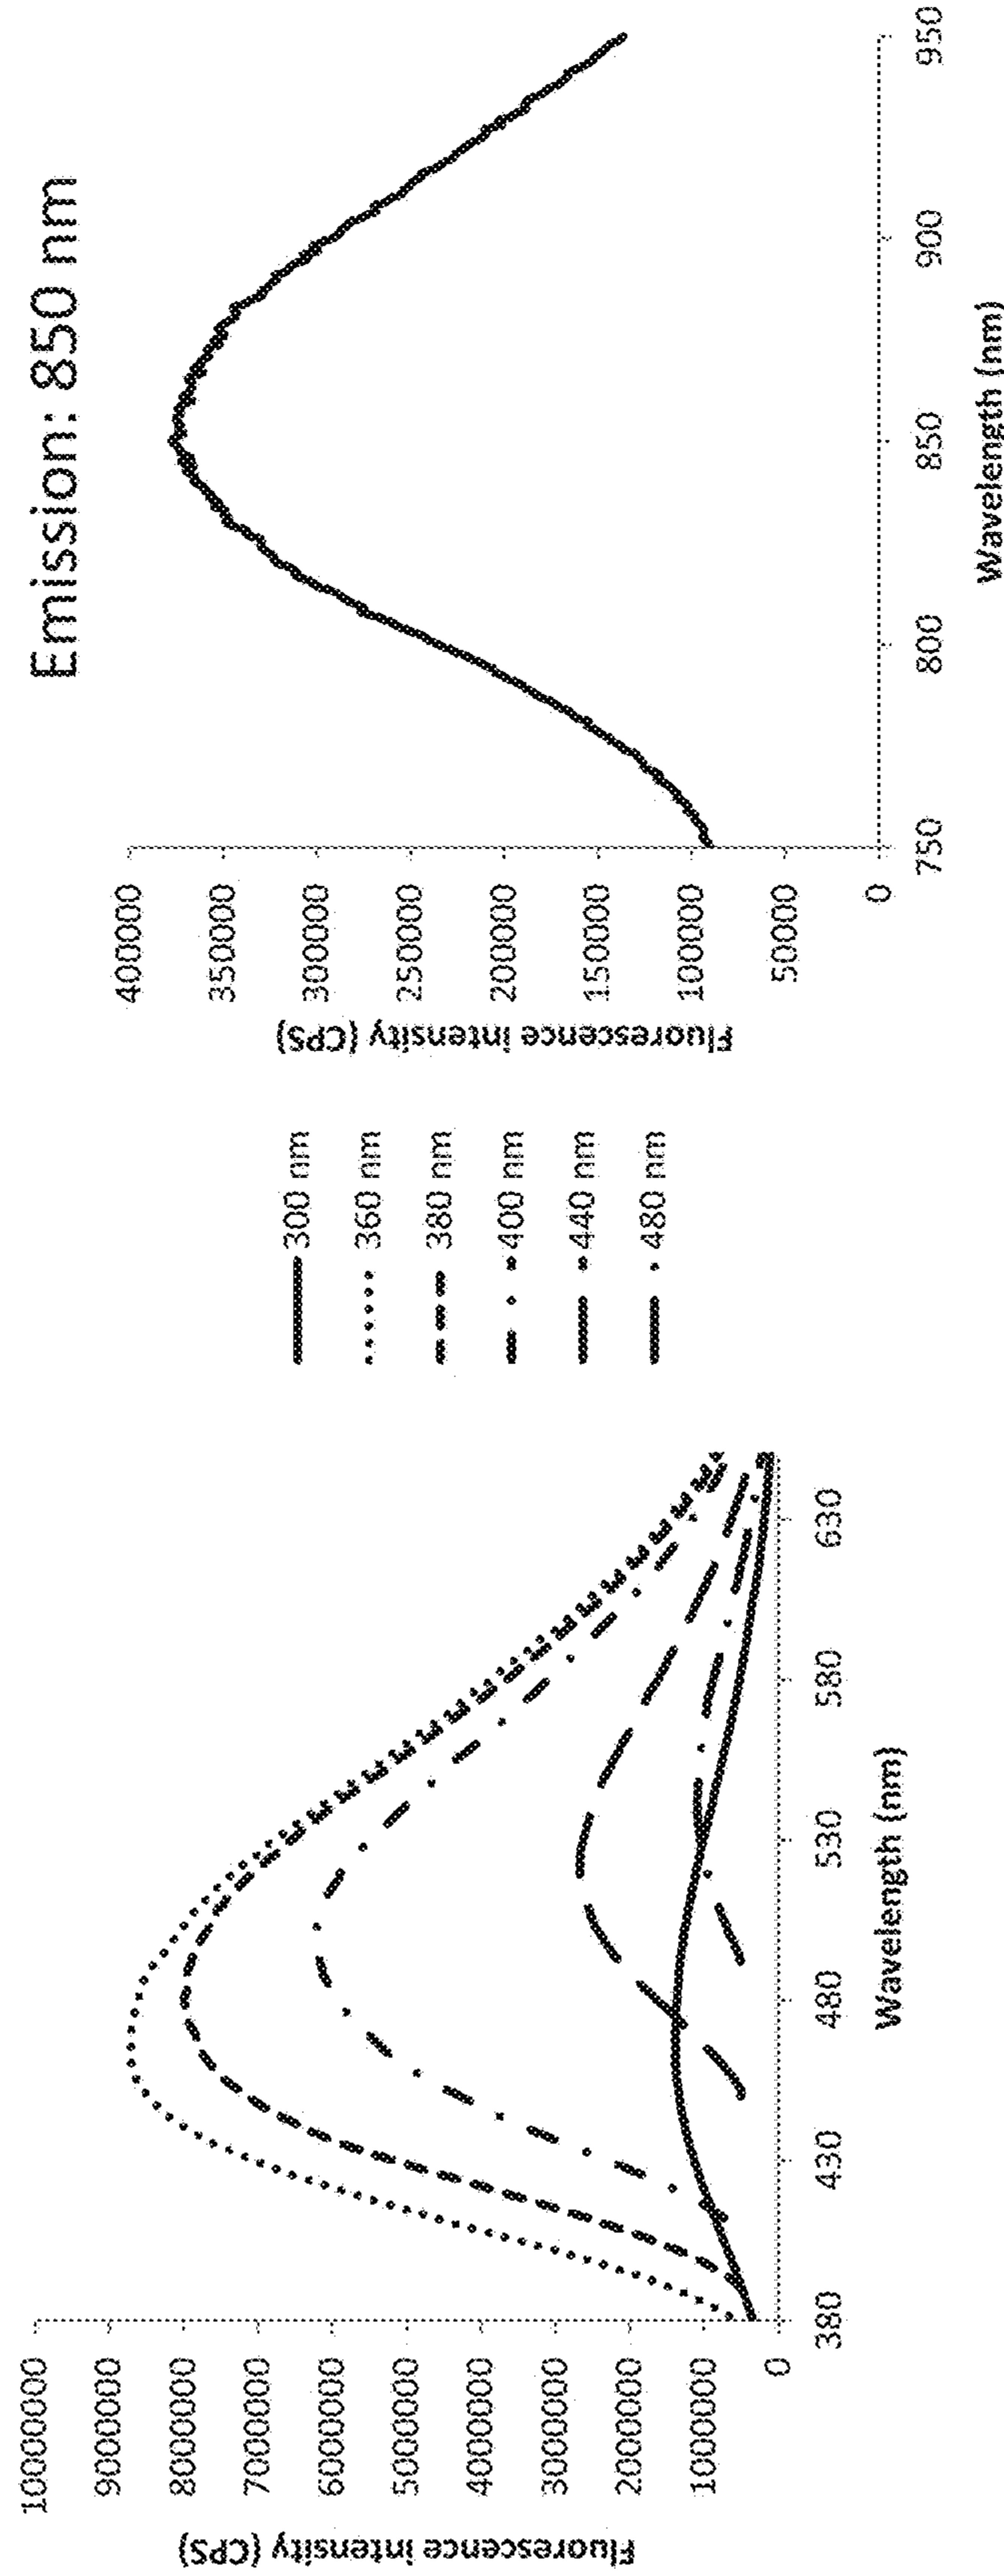 Fluorescence intensity (CPS)
10000000
9000000
8000000
7000000
6000000
5000000
4000000
3000000
2000000
1000000
0
380
430
480
530
580
630
Wavelength (nm)
300 nm
360 nm
380 nm
400 nm
440 nm
480 nm
Emission: 850 nm
Fluorescence intensity (CPS)
400000
350000
300000
250000
200000
150000
100000
50000
0
750
800
850
900
950
Wavelength (nm)